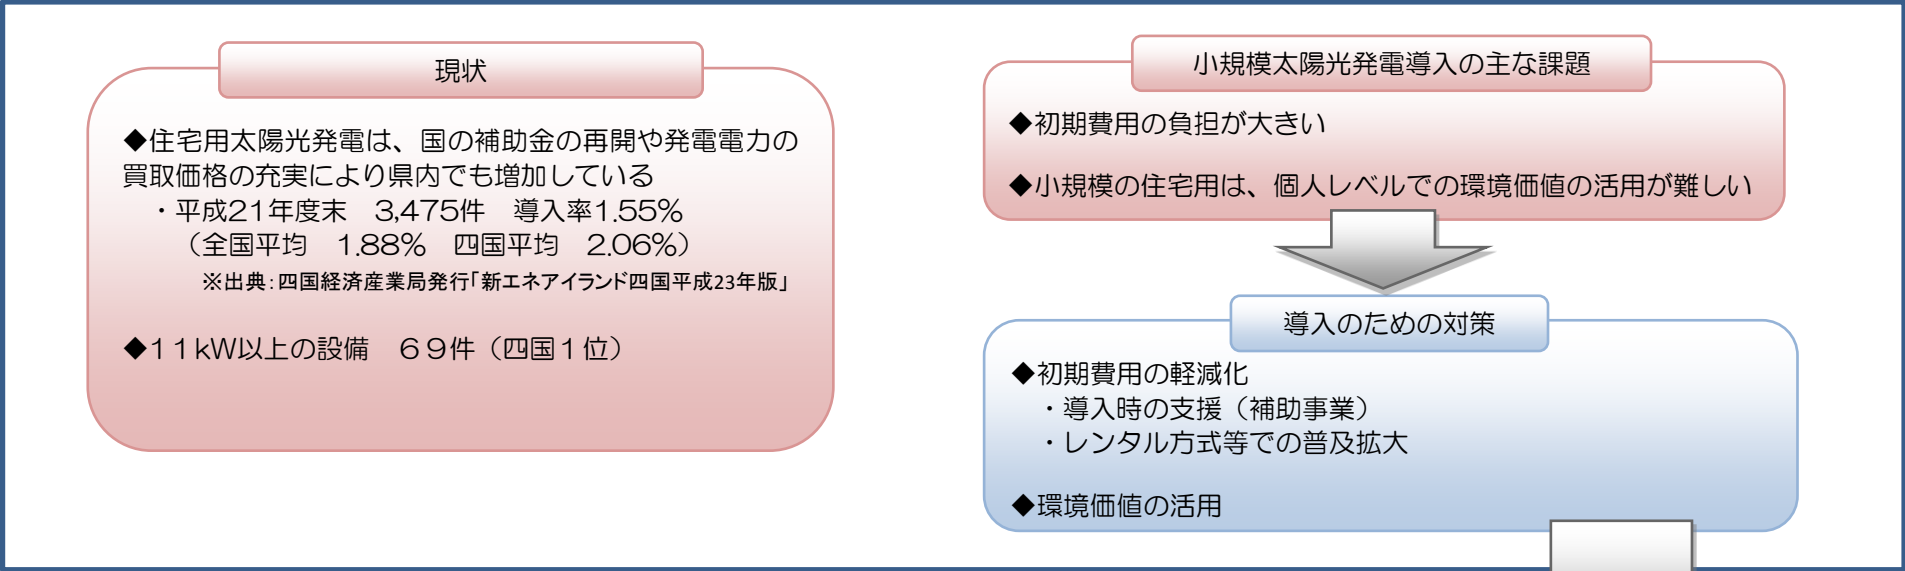 現状
◆住宅用太陽光発電は、国の補助金の再開や発電電力の
買取価格の充実により県内でも増加している
・平成21年度末　3,475件　導入率1.55%
（全国平均　1.88%　四国平均　2.06%）
※出典：四国経済産業局発行「新エネアイランド四国平成23年版」
◆１１kW以上の設備　６９件（四国１位）
小規模太陽光発電導入の主な課題
◆初期費用の負担が大きい
◆小規模の住宅用は、個人レベルでの環境価値の活用が難しい
導入のための対策
◆初期費用の軽減化
・導入時の支援（補助事業）
・レンタル方式等での普及拡大
◆環境価値の活用